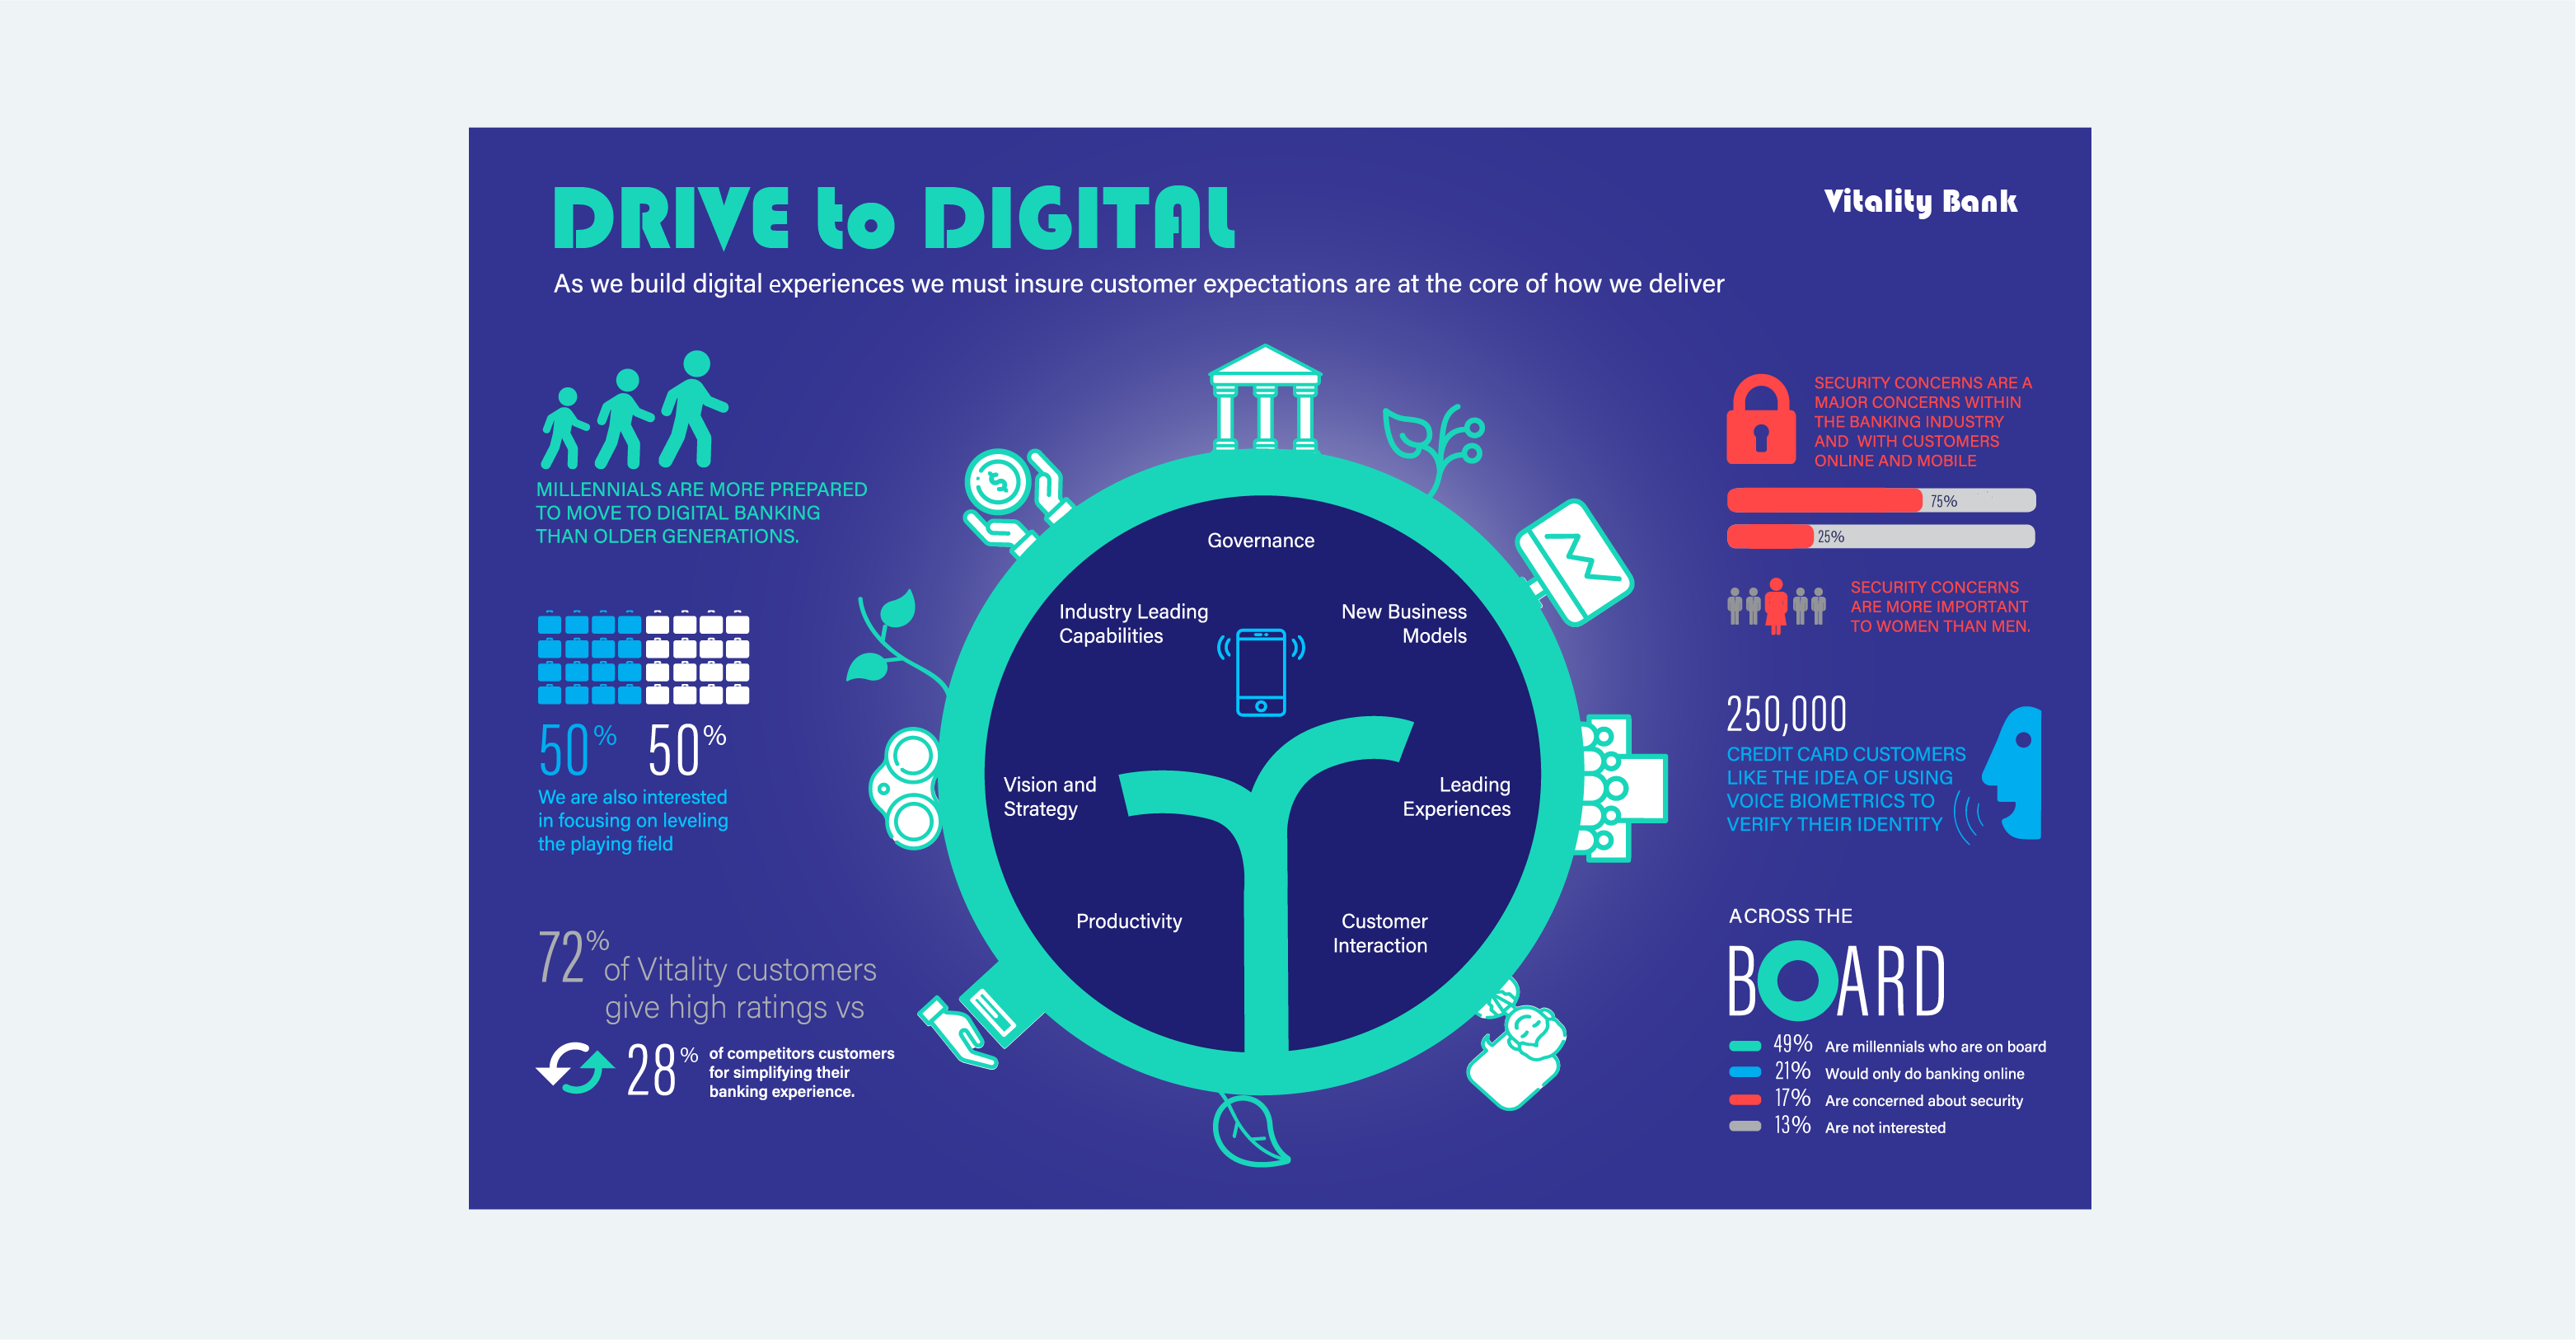 DRIVE to DIGITAL
Vitality Bank
As we build digital experiences we must insure customer expectations are at the core of how we deliver
MILLENNIALS ARE MORE PREPARED
TO MOVE TO DIGITAL BANKING
THAN OLDER GENERATIONS.
50% 50%
We are also interested
in focusing on leveling
the playing field
72% of Vitality customers
give high ratings vs
28% of competitors customers
for simplifying their
banking experience.
$
Governance
Industry Leading
Capabilities
New Business
Models
Vision and
Strategy
Leading
Experiences
Productivity
Customer
Interaction
SECURITY CONCERNS ARE A
MAJOR CONCERNS WITHIN
THE BANKING INDUSTRY
AND WITH CUSTOMERS
ONLINE AND MOBILE
75%
25%
SECURITY CONCERNS
ARE MORE IMPORTANT
TO WOMEN THAN MEN.
250,000
CREDIT CARD CUSTOMERS
LIKE THE IDEA OF USING
VOICE BIOMETRICS TO
VERIFY THEIR IDENTITY
ACROSS THE
BOARD
49% Are millennials who are on board
21% Would only do banking online
17% Are concerned about security
13% Are not interested